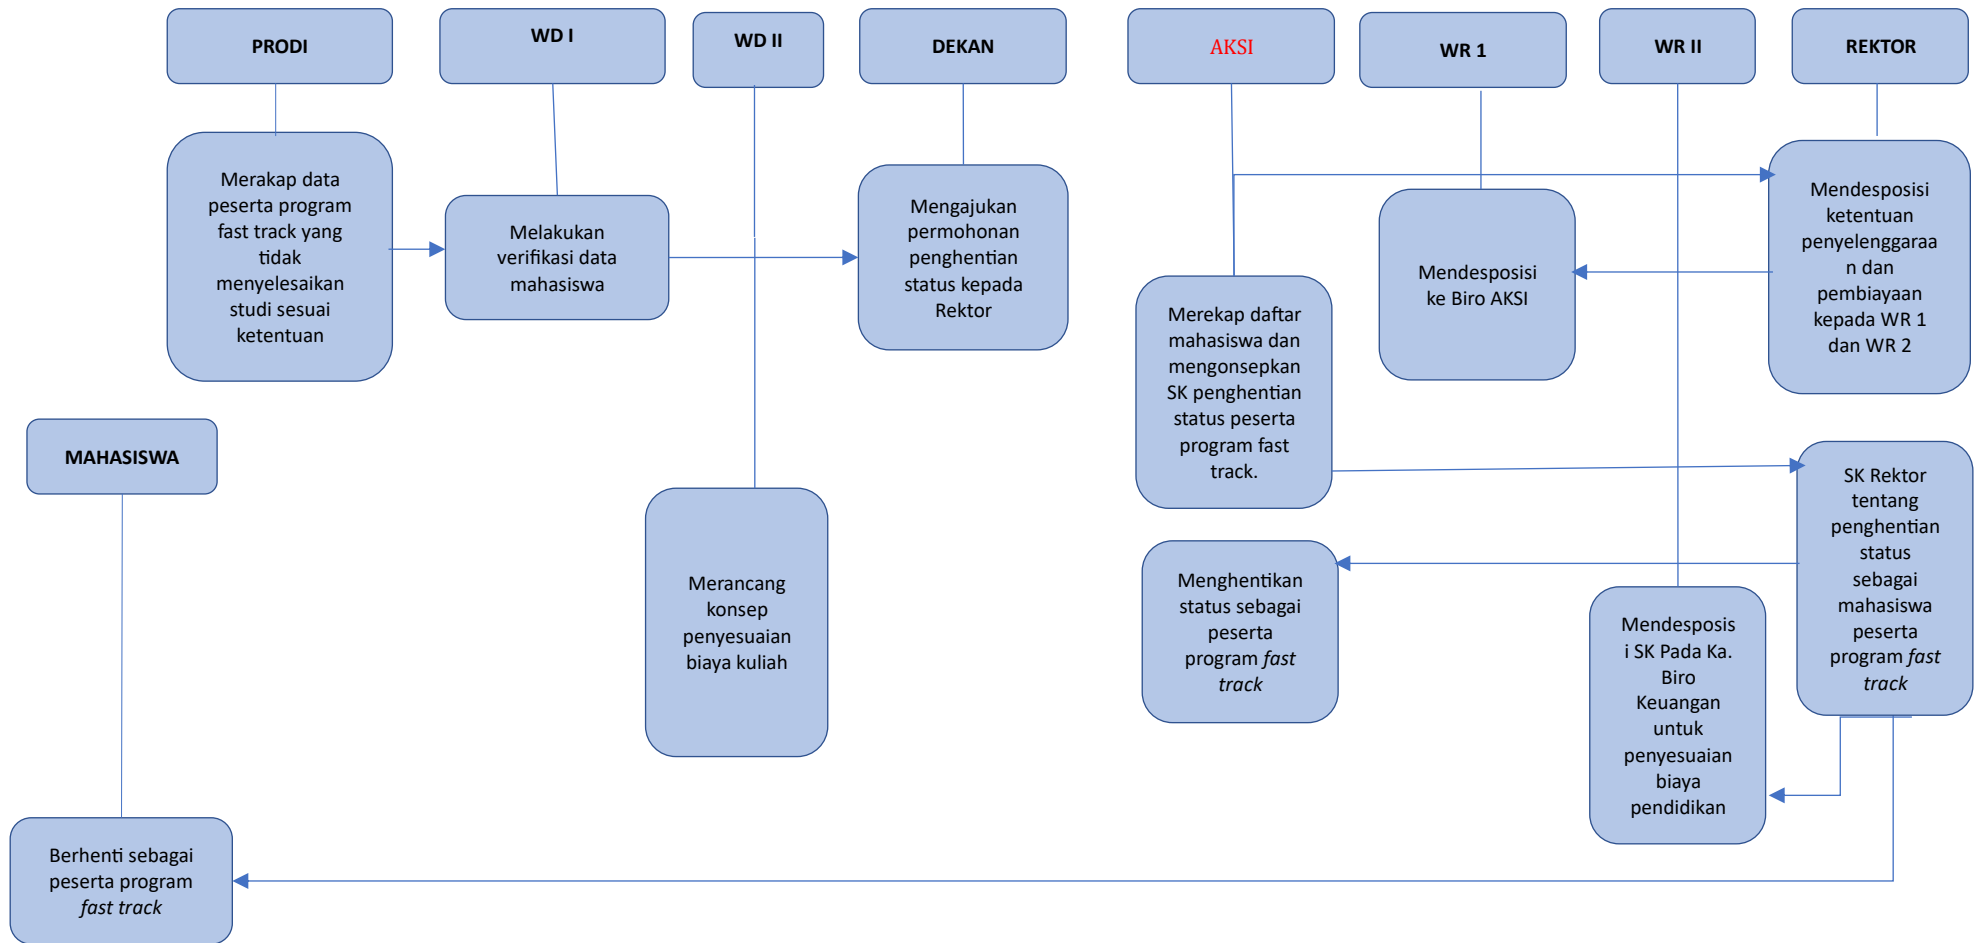 PRODI
WD I
WD II
DEKAN
AKSI
WR 1
WR II
REKTOR
Merakap data
peserta program
fast track yang
tidak
menyelesaikan
studi sesuai
ketentuan
Melakukan
verifikasi data
mahasiswa
Mengajukan
permohonan
penghentian
status kepada
Rektor
Merekap daftar
mahasiswa dan
mengonsepkan
SK penghentian
status peserta
program fast
track.
Mendesposisi
ke Biro AKSI
Mendesposisi
ketentuan
penyelenggaraa
n dan
pembiayaan
kepada WR 1
dan WR 2
MAHASISWA
Merancang
konsep
penyesuaian
biaya kuliah
Menghentikan
status sebagai
peserta
program fast
track
Mendesposis
i SK Pada Ka.
Biro
Keuangan
untuk
penyesuaian
biaya
pendidikan
SK Rektor
tentang
penghentian
status
sebagai
mahasiswa
peserta
program fast
track
Berhenti sebagai
peserta program
fast track